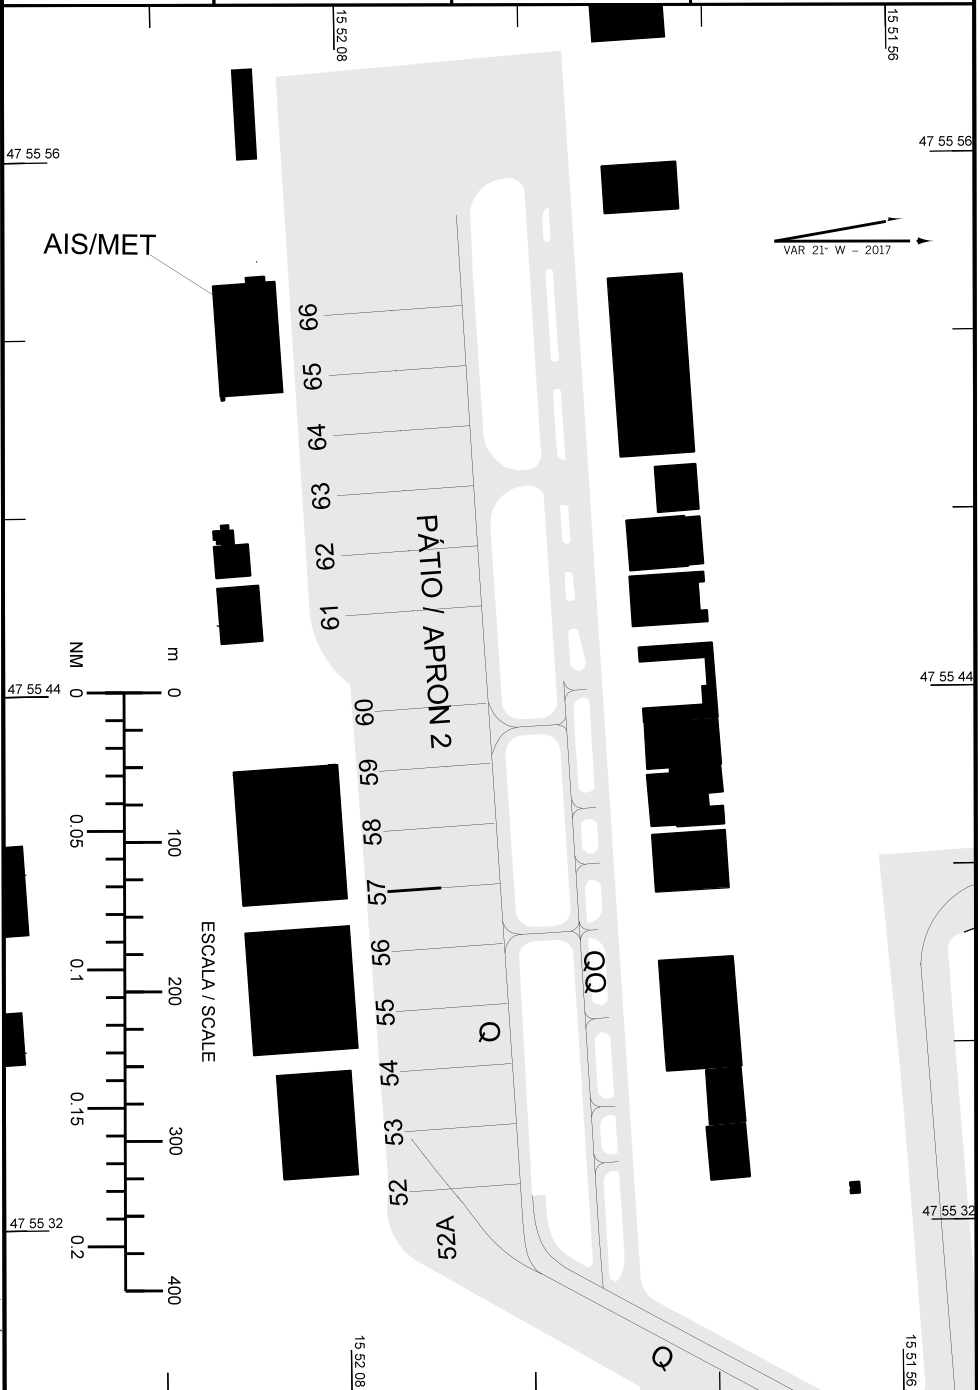 15 52 08
15 51 56
47 55 56
47 55 56
AIS/MET
VAR 21° W - 2017
66
65
64
63
62
61
PÁTIO / APRON 2
60
59
58
57
56
55
54
53
52
52A
Q
QQ
Q
NM
m
0
0
0.05
100
0.1
200
0.15
300
0.2
400
ESCALA / SCALE
47 55 44
47 55 44
47 55 32
47 55 32
15 52 08
15 51 56